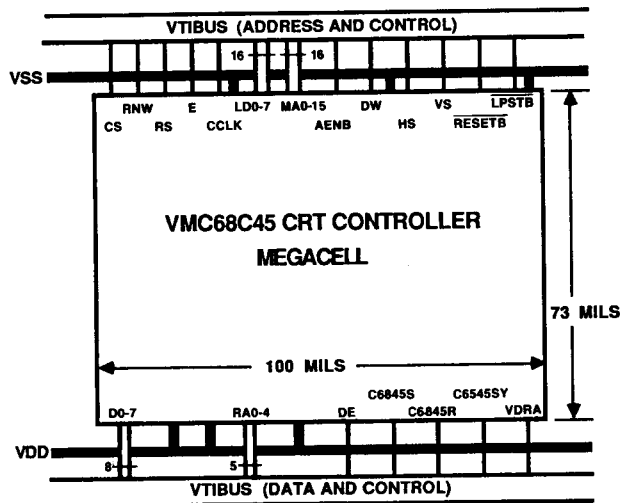 VTIBUS (ADDRESS AND CONTROL)
16 16
VSS
RNW E LD0-7 MA0-15 DW VS LPSTB
CS RS CCLK AENB HS RESETB
VMC68C45 CRT CONTROLLER
MEGACELL
73 MILS
100 MILS
C6845S C6545SY
D0-7 RA0-4 DE C6845R VDRA
VDD
8 5
VTIBUS (DATA AND CONTROL)